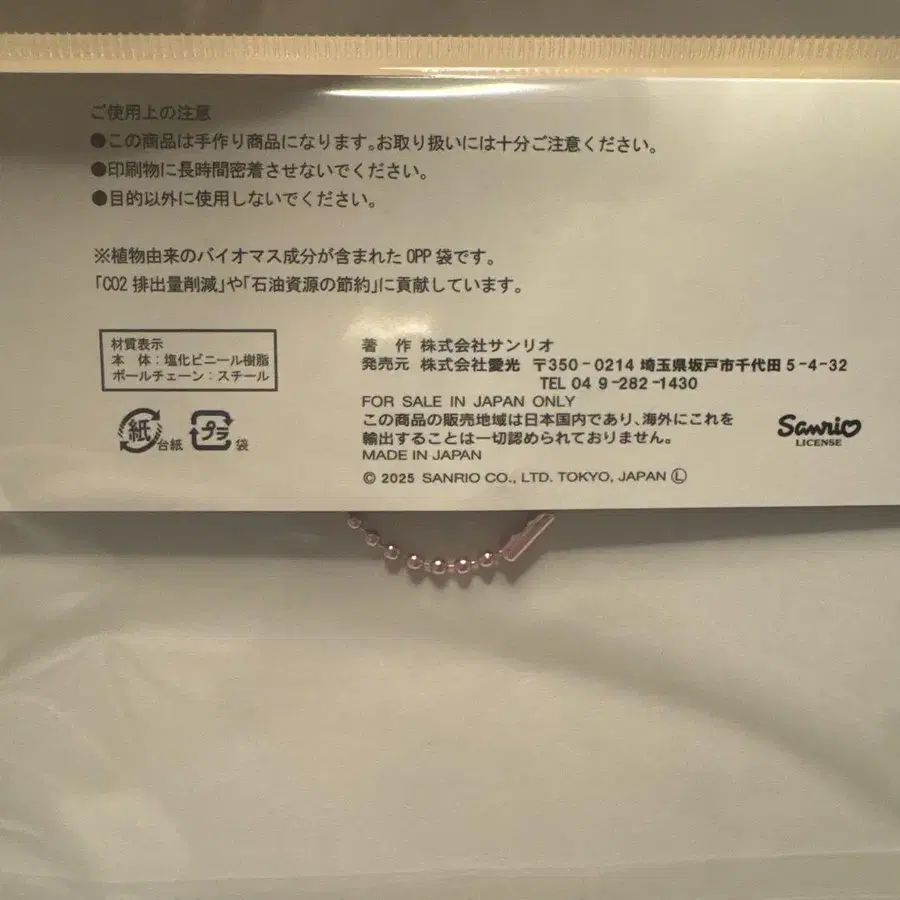 ご使用上の注意
●この商品は手作り商品になります。お取り扱いには十分ご注意ください。
●印刷物に長時間密着させないでください。
●目的以外に使用しないでください。
※植物由来のバイオマス成分が含まれた OPP 袋です。
「CO2 排出量削減」や「石油資源の節約」に貢献しています。
材質表示
本 体：塩化ビニール樹脂
ボールチェーン：スチール
紙 台紙 プラ 袋
著 作 株式会社サンリオ
発売元 株式会社愛光 〒350-0214 埼玉県坂戸市千代田 5-4-32
TEL 04 9-282-1430
FOR SALE IN JAPAN ONLY
この商品の販売地域は日本国内であり、海外にこれを
輸出することは一切認められておりません。
MADE IN JAPAN
© 2025 SANRIO CO., LTD. TOKYO, JAPAN Ⓛ
Sanrio
LICENSE